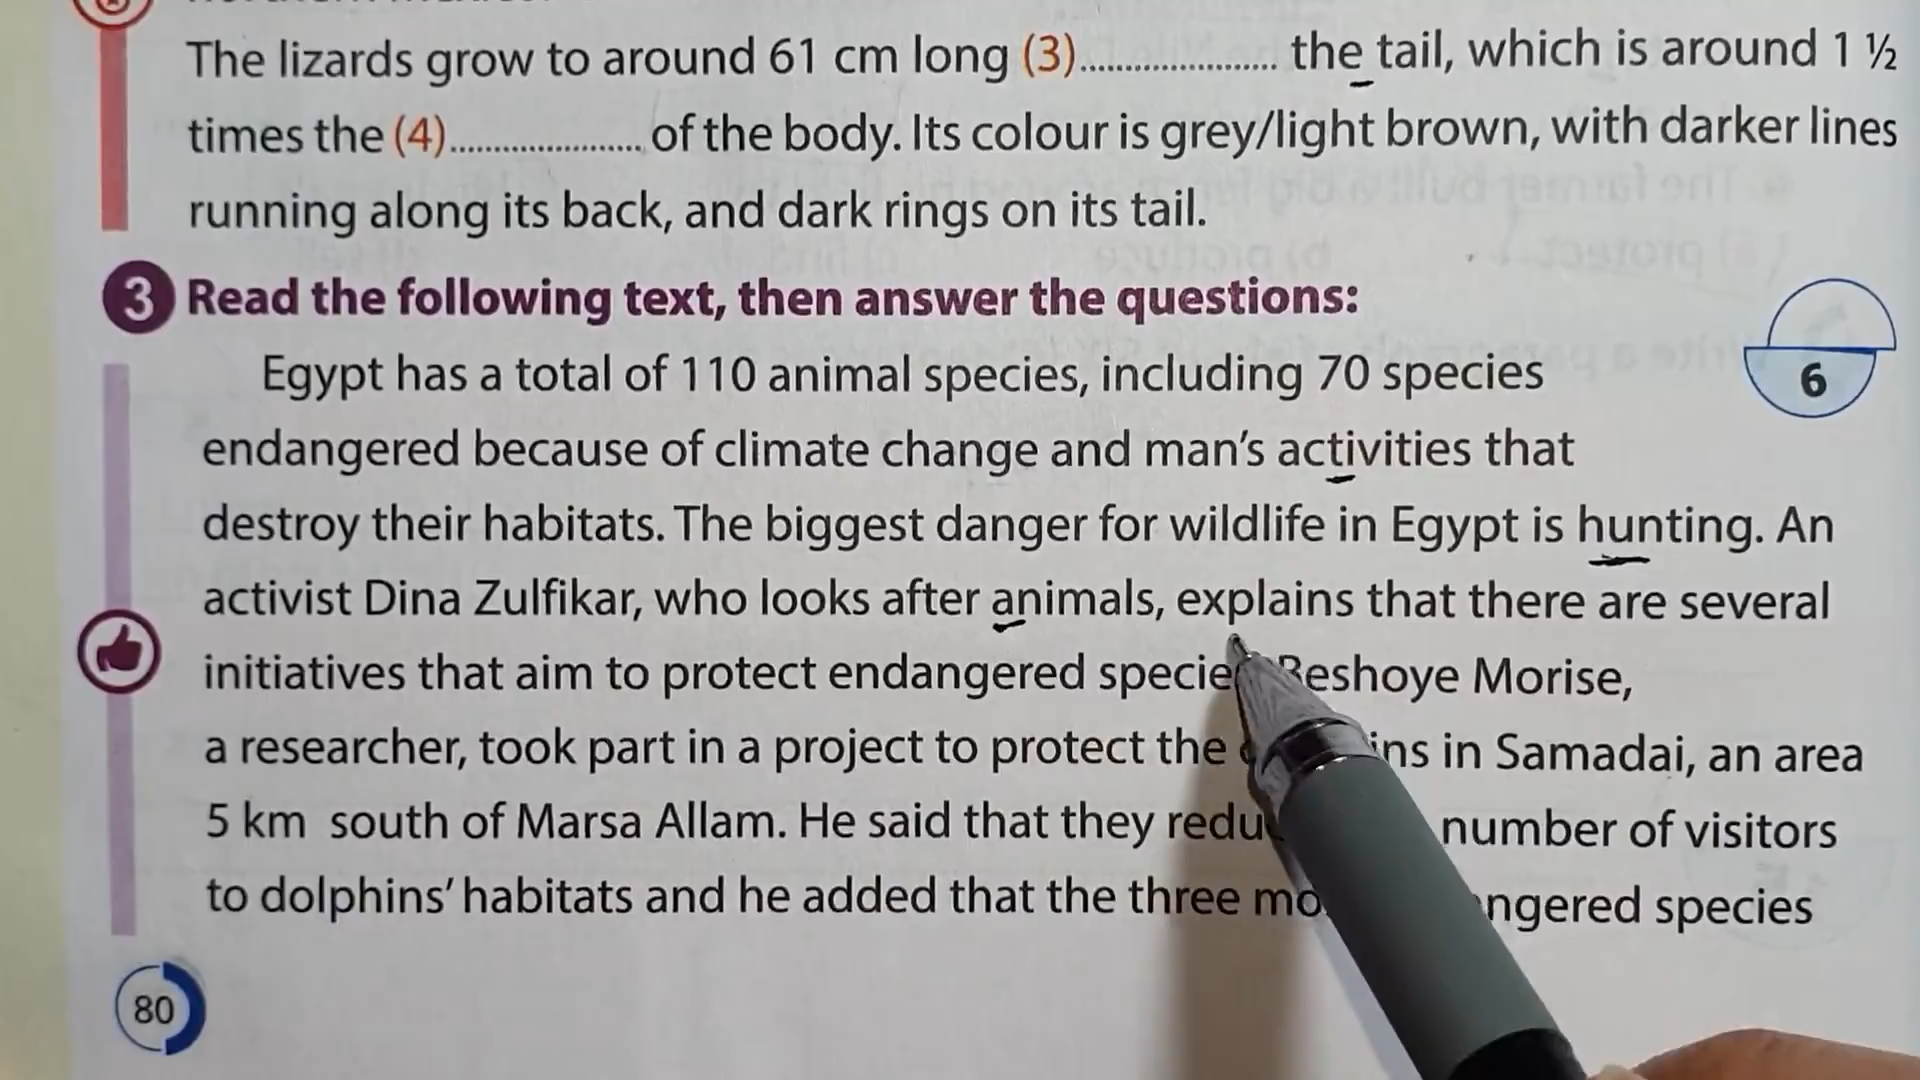 The lizards grow to around 61 cm long (3)...................... the tail, which is around 1 ½
times the (4)..................... of the body. Its colour is grey/light brown, with darker lines
running along its back, and dark rings on its tail.
3 Read the following text, then answer the questions:
6
Egypt has a total of 110 animal species, including 70 species
endangered because of climate change and man's activities that
destroy their habitats. The biggest danger for wildlife in Egypt is hunting. An
activist Dina Zulfikar, who looks after animals, explains that there are several
initiatives that aim to protect endangered Beshoye Morise,
a researcher, took part in a project to protect the in Samadai, an area
5 km south of Marsa Allam. He said that they number of visitors
to dolphins' habitats and he added that the three species
80